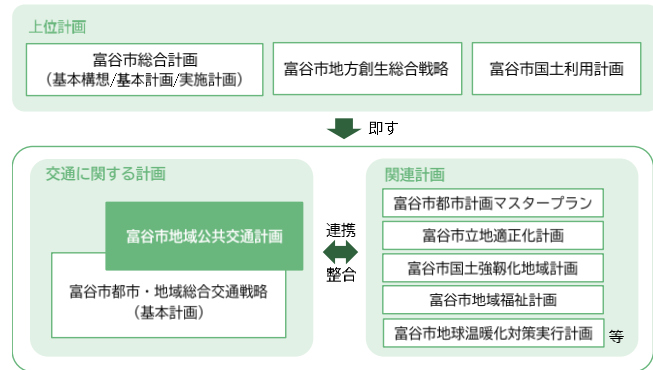 上位計画
富谷市総合計画
（基本構想/基本計画/実施計画）
富谷市地方創生総合戦略
富谷市国土利用計画
即す
交通に関する計画
富谷市地域公共交通計画
富谷市都市・地域総合交通戦略
（基本計画）
連携
整合
関連計画
富谷市都市計画マスタープラン
富谷市立地適正化計画
富谷市国土強靱化地域計画
富谷市地域福祉計画
富谷市地球温暖化対策実行計画 等